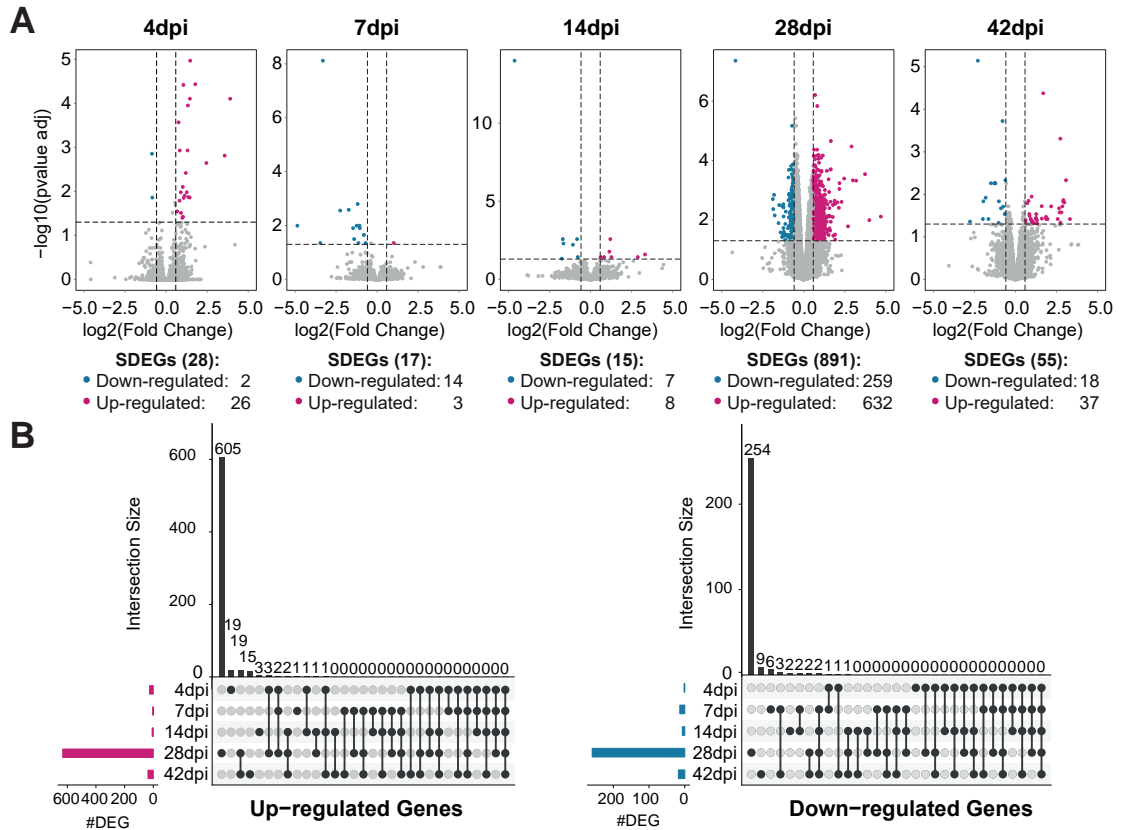 A
4dpi 7dpi 14dpi 28dpi 42dpi
−log10(pvalue adj)
5
4
3
2
1
0
8
6
4
2
0
10
5
0
6
4
2
0
5
4
3
2
1
0
−5.0 −2.5 0.0 2.5 5.0 −5.0 −2.5 0.0 2.5 5.0 −5.0 −2.5 0.0 2.5 5.0 −5.0 −2.5 0.0 2.5 5.0 −5.0 −2.5 0.0 2.5 5.0
log2(Fold Change) log2(Fold Change) log2(Fold Change) log2(Fold Change) log2(Fold Change)
SDEGs (28): SDEGs (17): SDEGs (15): SDEGs (891): SDEGs (55):
Down-regulated: 2 Down-regulated: 14 Down-regulated: 7 Down-regulated: 259 Down-regulated: 18
Up-regulated: 26 Up-regulated: 3 Up-regulated: 8 Up-regulated: 632 Up-regulated: 37
B
Intersection Size
600
400
200
0
605
19
19
15
3322211110000000000000000000
4dpi
7dpi
14dpi
28dpi
42dpi
600 400 200 0
#DEG
Up−regulated Genes
Intersection Size
200
100
0
254
96322221110000000000000000000
4dpi
7dpi
14dpi
28dpi
42dpi
200 100 0
#DEG
Down−regulated Genes